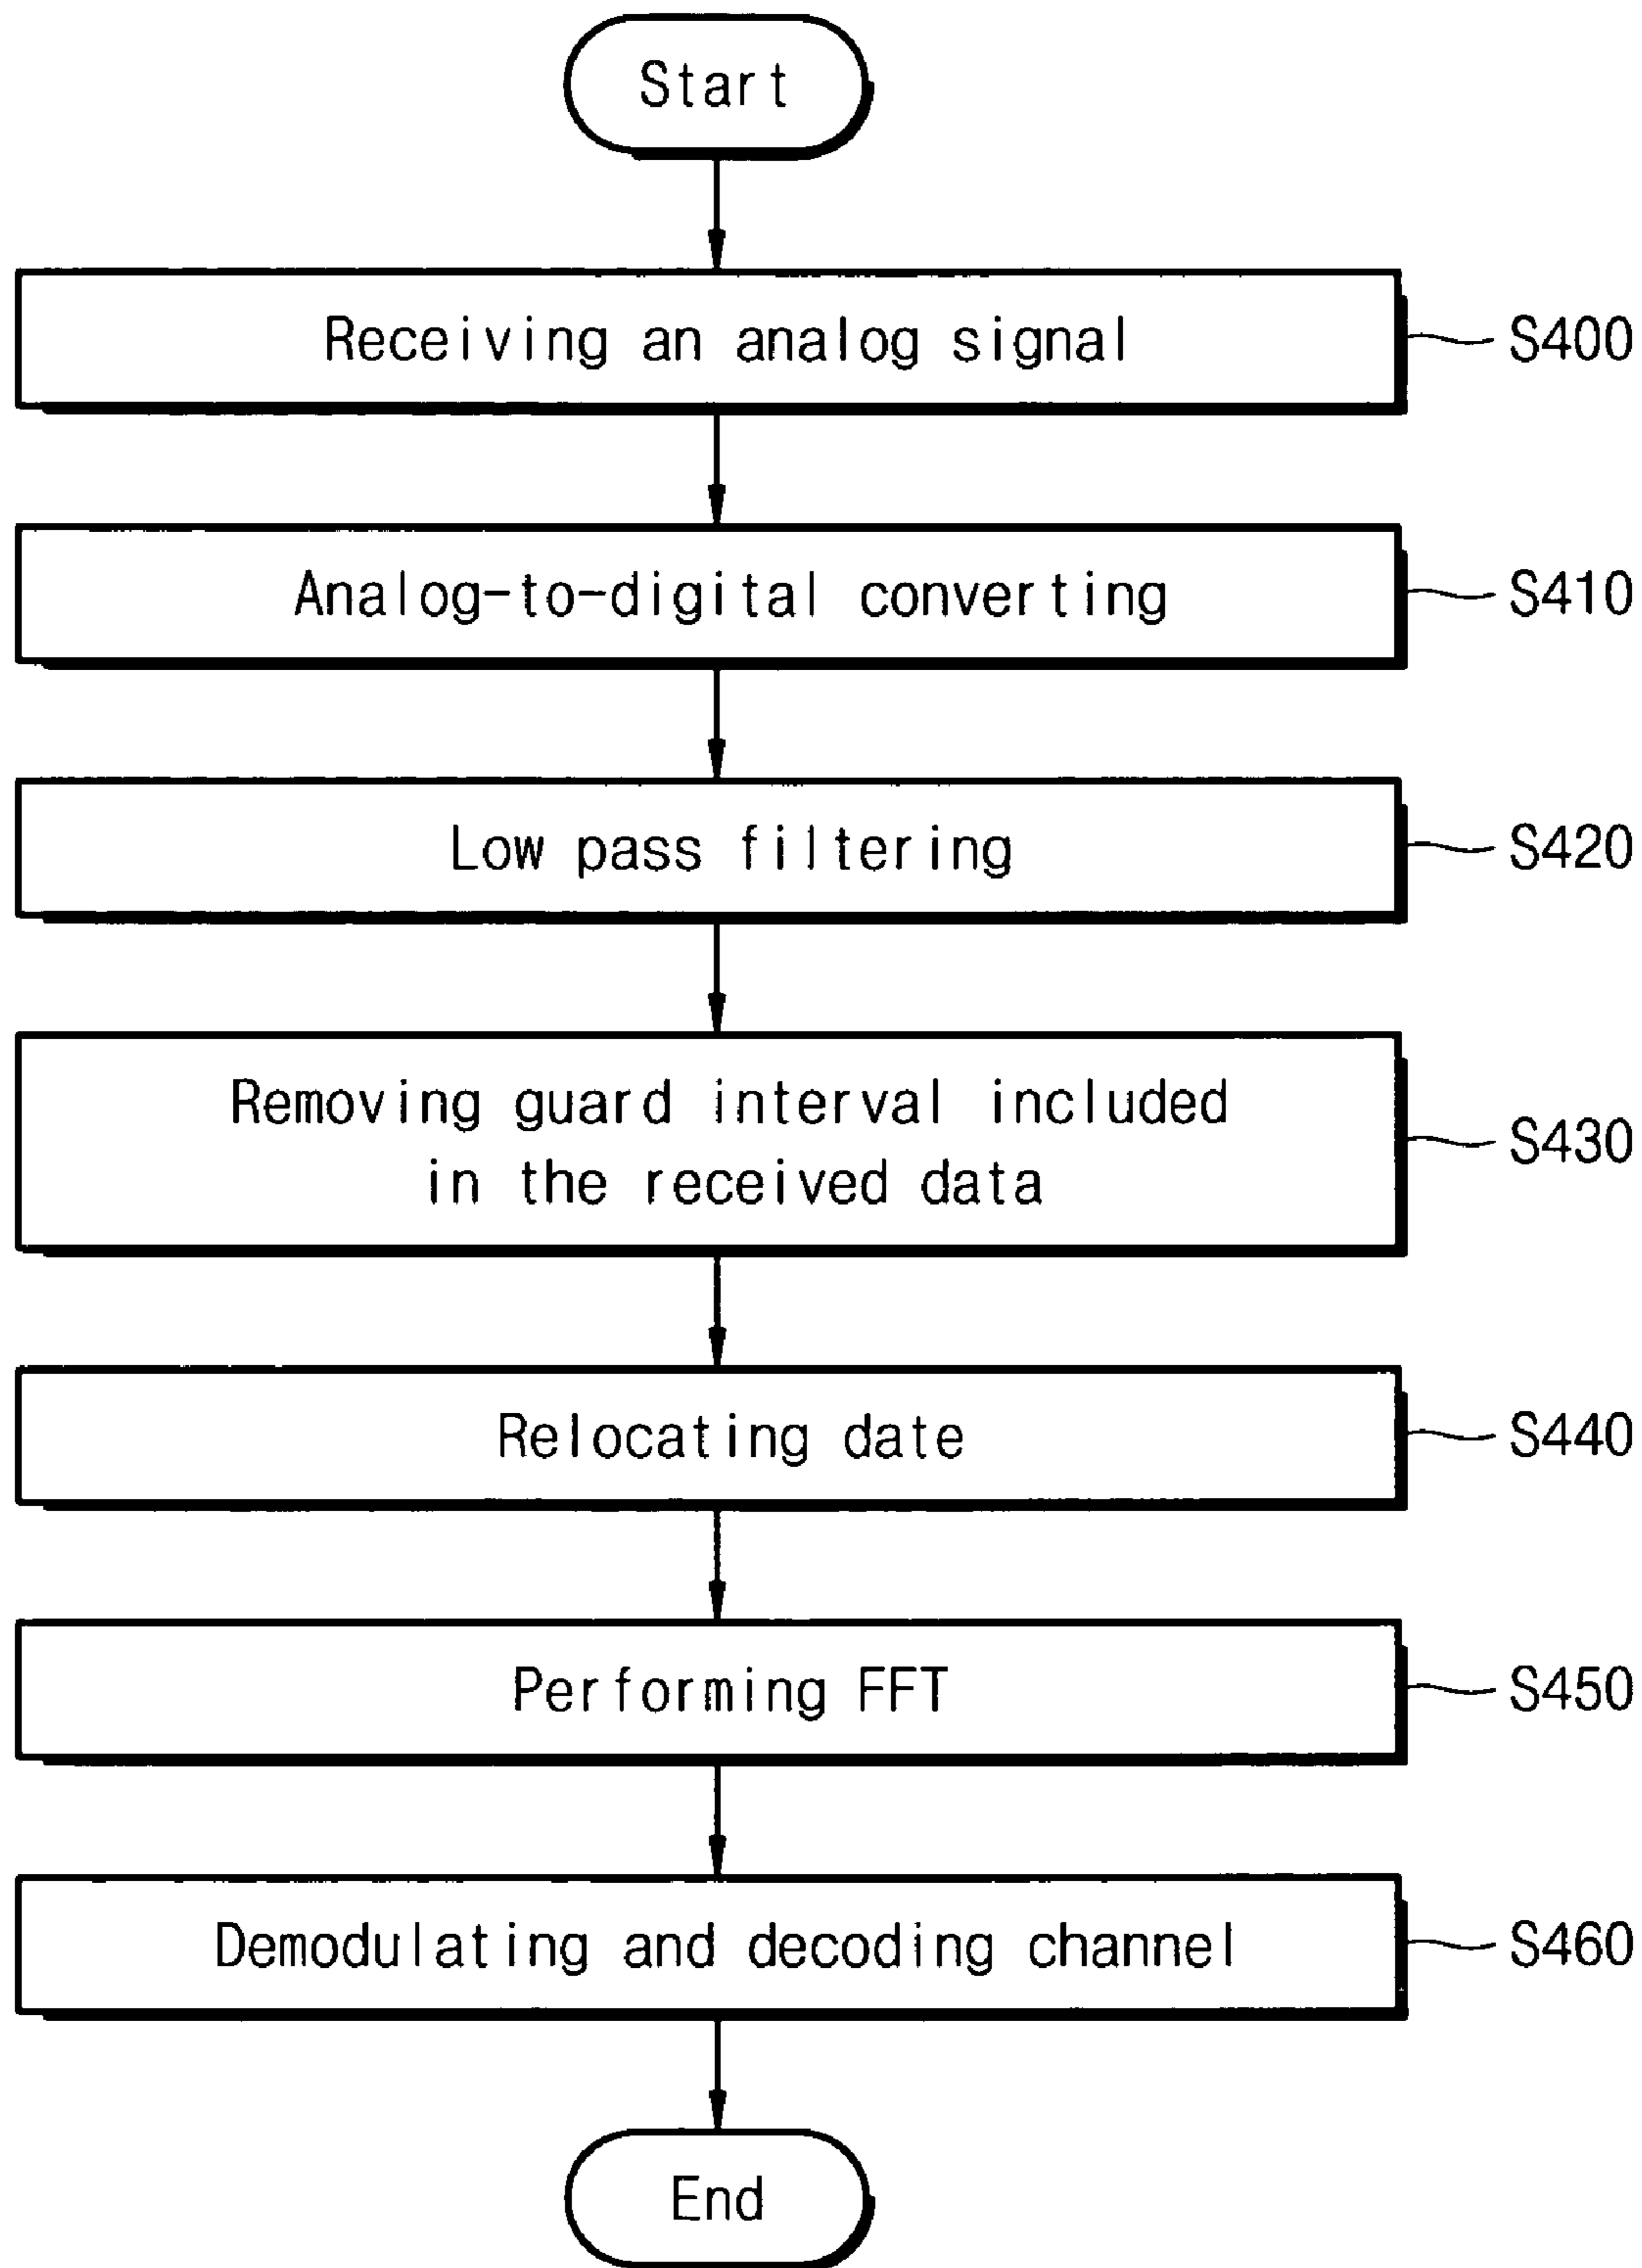 Start
Receiving an analog signal
S400
Analog-to-digital converting
S410
Low pass filtering
S420
Removing guard interval included
in the received data
S430
Relocating date
S440
Performing FFT
S450
Demodulating and decoding channel
S460
End